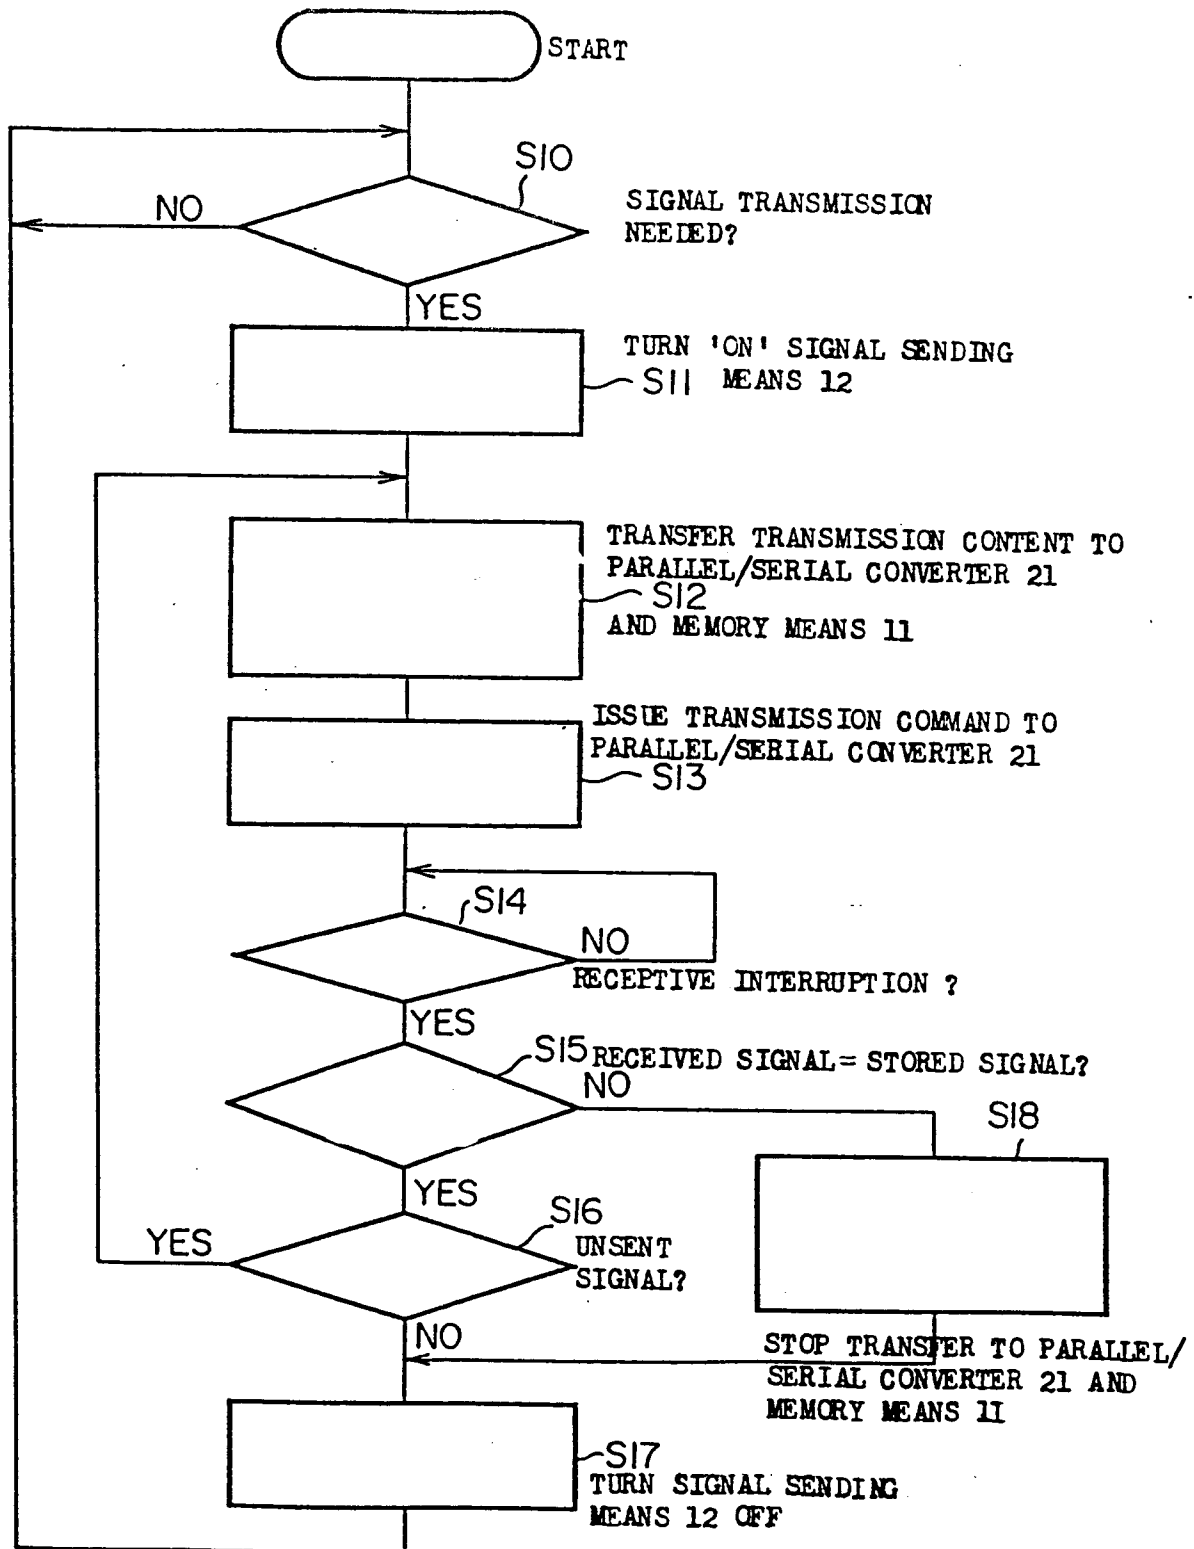 START
S10
NO
SIGNAL TRANSMISSION
NEEDED?
YES
TURN 'ON' SIGNAL SENDING
S11 MEANS 12
TRANSFER TRANSMISSION CONTENT TO
PARALLEL/SERIAL CONVERTER 21
S12
AND MEMORY MEANS 11
ISSUE TRANSMISSION COMMAND TO
PARALLEL/SERIAL CONVERTER 21
S13
S14
NO
RECEPTIVE INTERRUPTION ?
YES
S15 RECEIVED SIGNAL = STORED SIGNAL?
NO
S18
YES
S16
YES
UNSENT
SIGNAL?
NO
STOP TRANSFER TO PARALLEL/
SERIAL CONVERTER 21 AND
MEMORY MEANS 11
S17
TURN SIGNAL SENDING
MEANS 12 OFF